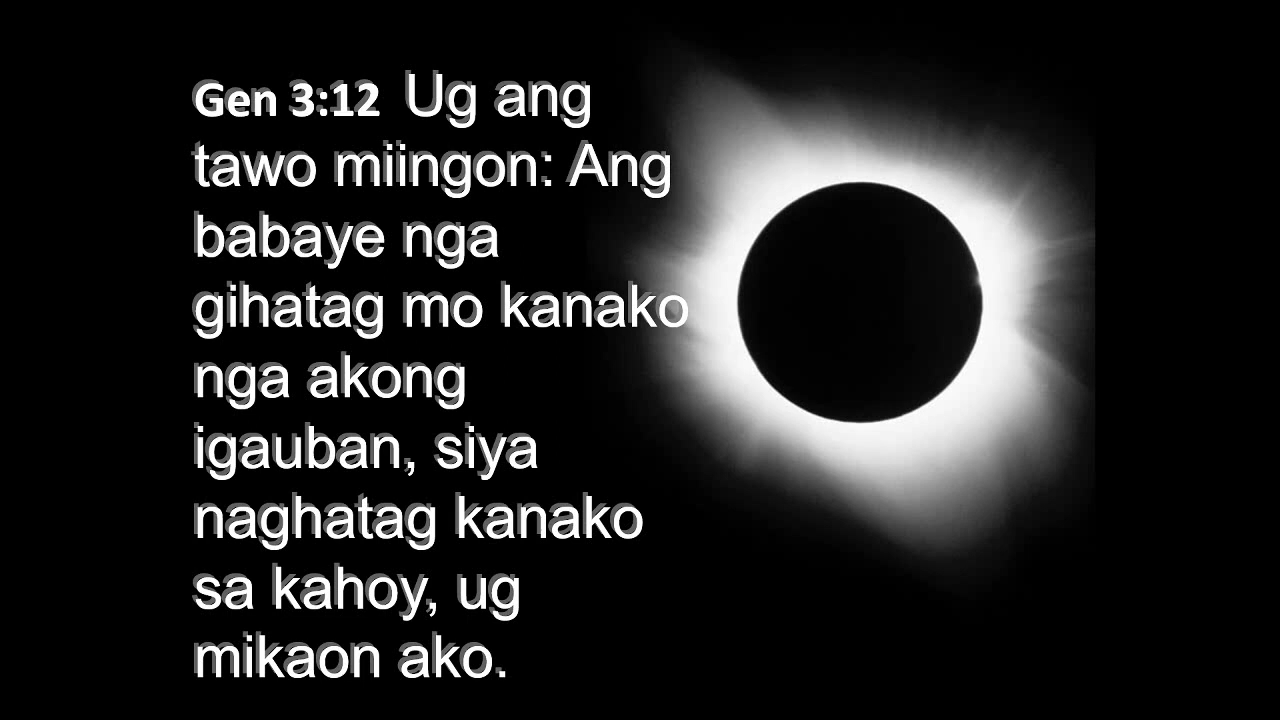 Gen 3:12 Ug ang
tawo miingon: Ang
babaye nga
gihatag mo kanako
nga akong
igauban, siya
naghatag kanako
sa kahoy, ug
mikaon ako.